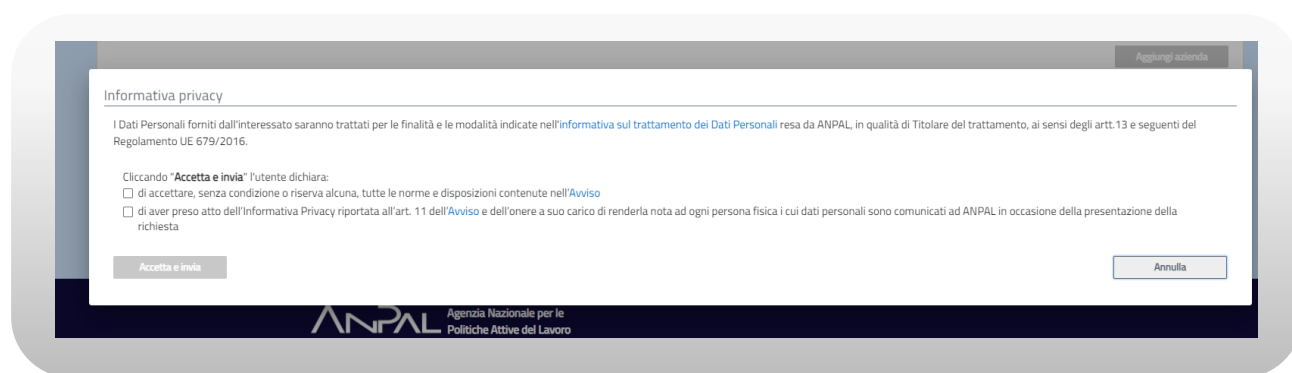 Aggiungi azienda
Informativa privacy
I Dati Personali forniti dall'interessato saranno trattati per le finalità e le modalità indicate nell'informativa sul trattamento dei Dati Personali resa da ANPAL, in qualità di Titolare del trattamento, ai sensi degli artt.13 e seguenti del
Regolamento UE 679/2016.
Cliccando "Accetta e invia" l'utente dichiara:
di accettare, senza condizione o riserva alcuna, tutte le norme e disposizioni contenute nell'Avviso
di aver preso atto dell'Informativa Privacy riportata all'art. 11 dell'Avviso e dell'onere a suo carico di renderla nota ad ogni persona fisica i cui dati personali sono comunicati ad ANPAL in occasione della presentazione della
richiesta
Accetta e invia
Annulla
ANPAL
Agenzia Nazionale per le
Politiche Attive del Lavoro